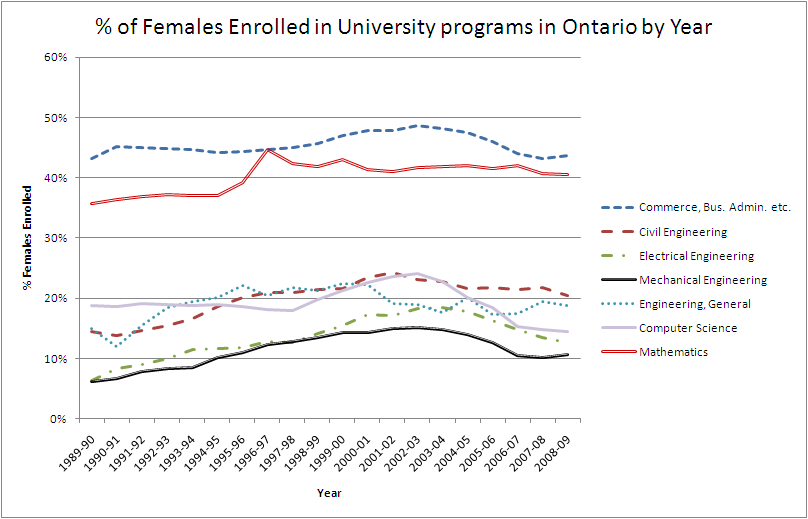 % of Females Enrolled in University programs in Ontario by Year
60%
50%
40%
30%
20%
10%
0%
% Females Enrolled
1989-90
1990-91
1991-92
1992-93
1993-94
1994-95
1995-96
1996-97
1997-98
1998-99
1999-00
2000-01
2001-02
2002-03
2003-04
2004-05
2005-06
2006-07
2007-08
2008-09
Year
Commerce, Bus. Admin. etc.
Civil Engineering
Electrical Engineering
Mechanical Engineering
Engineering, General
Computer Science
Mathematics